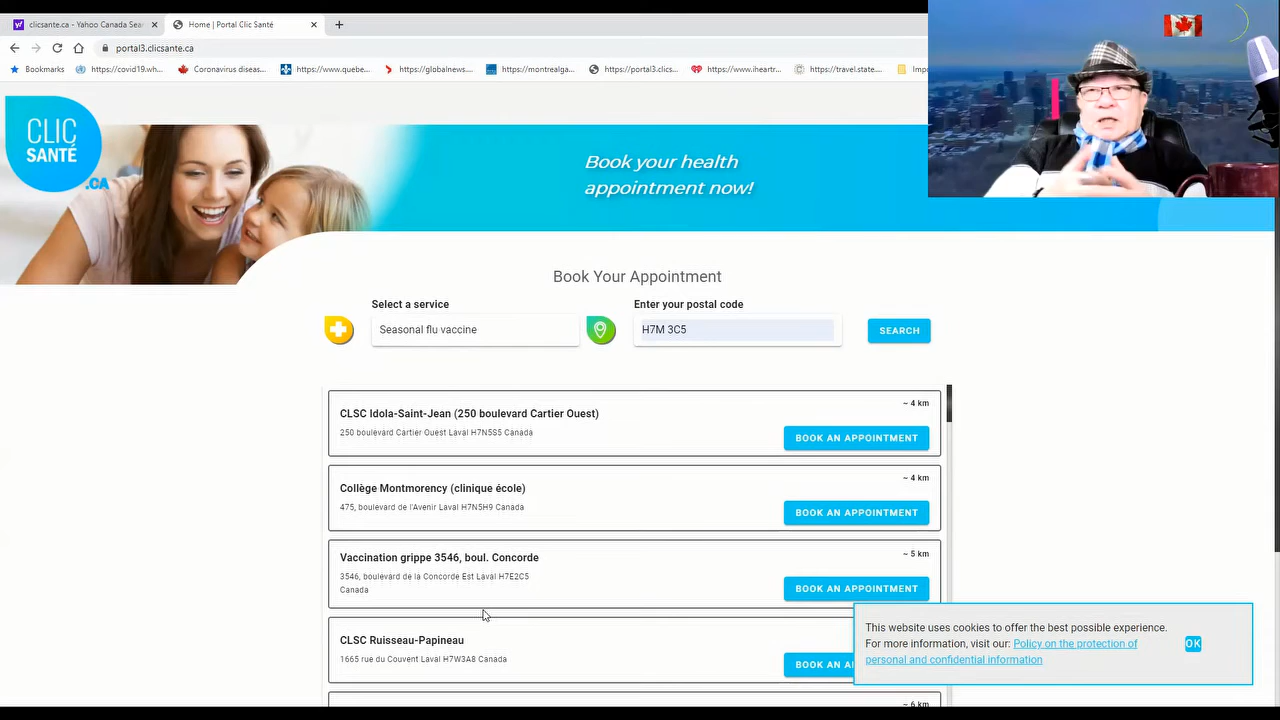 clicsante.ca - Yahoo Canada Sea
Home | Portal Clic Santé
portal3.clicsante.ca
Bookmarks
https://covid19.wh...
Coronavirus diseas...
https://www.quebe...
https://globalnews....
https://montrealga...
https://portal3.clics...
https://www.iheartr...
https://travel.state....
CLIC
SANTÉ
.CA
Book your health
appointment now!
Book Your Appointment
Select a service
Enter your postal code
Seasonal flu vaccine
H7M 3C5
SEARCH
~ 4 km
CLSC Idola-Saint-Jean (250 boulevard Cartier Ouest)
250 boulevard Cartier Ouest Laval H7N5S5 Canada
BOOK AN APPOINTMENT
~ 4 km
Collège Montmorency (clinique école)
475, boulevard de l'Avenir Laval H7N5H9 Canada
BOOK AN APPOINTMENT
~ 5 km
Vaccination grippe 3546, boul. Concorde
3546, boulevard de la Concorde Est Laval H7E2C5
Canada
BOOK AN APPOINTMENT
CLSC Ruisseau-Papineau
1665 rue du Couvent Laval H7W3A8 Canada
BOOK AN
This website uses cookies to offer the best possible experience.
For more information, visit our: Policy on the protection of
personal and confidential information
OK
~ 6 km